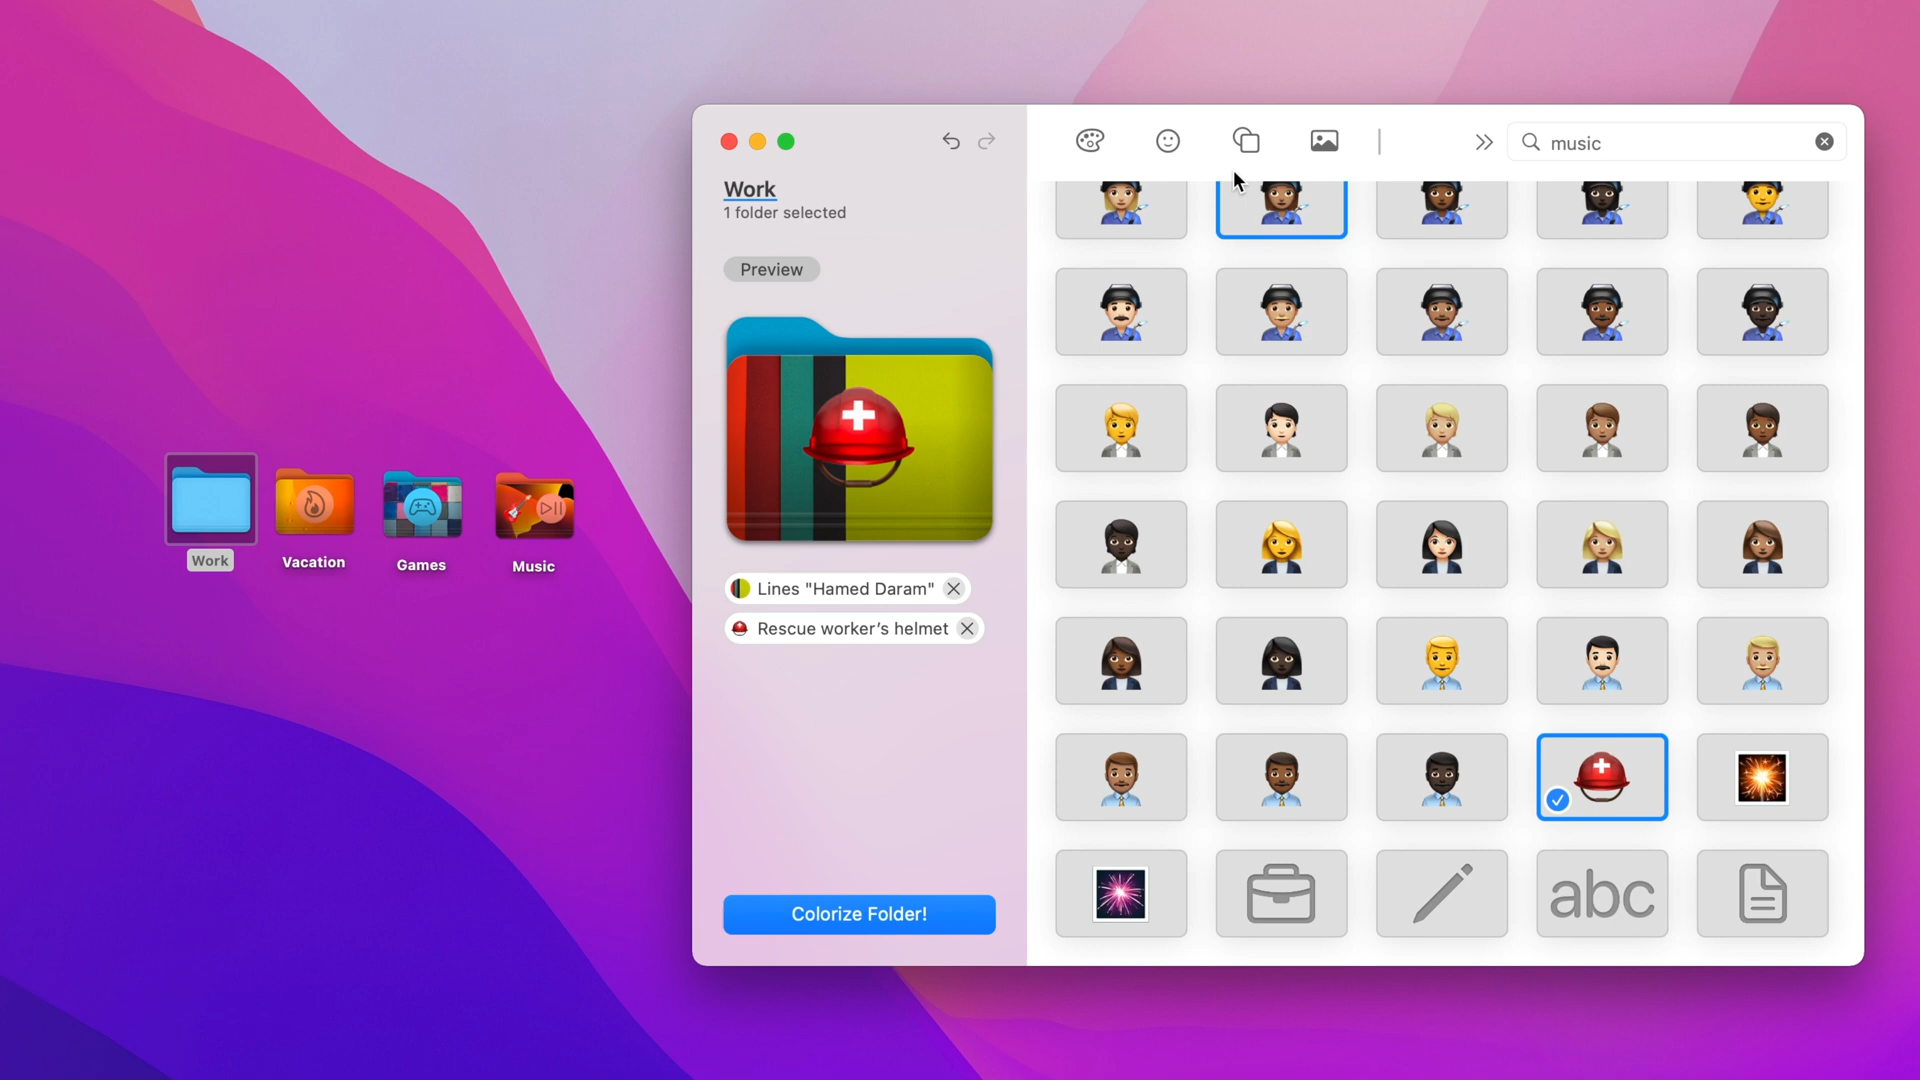 music
Work
1 folder selected
Preview
Work
Vacation
Games
Music
Lines "Hamed Daram"
Rescue worker’s helmet
Colorize Folder!
abc